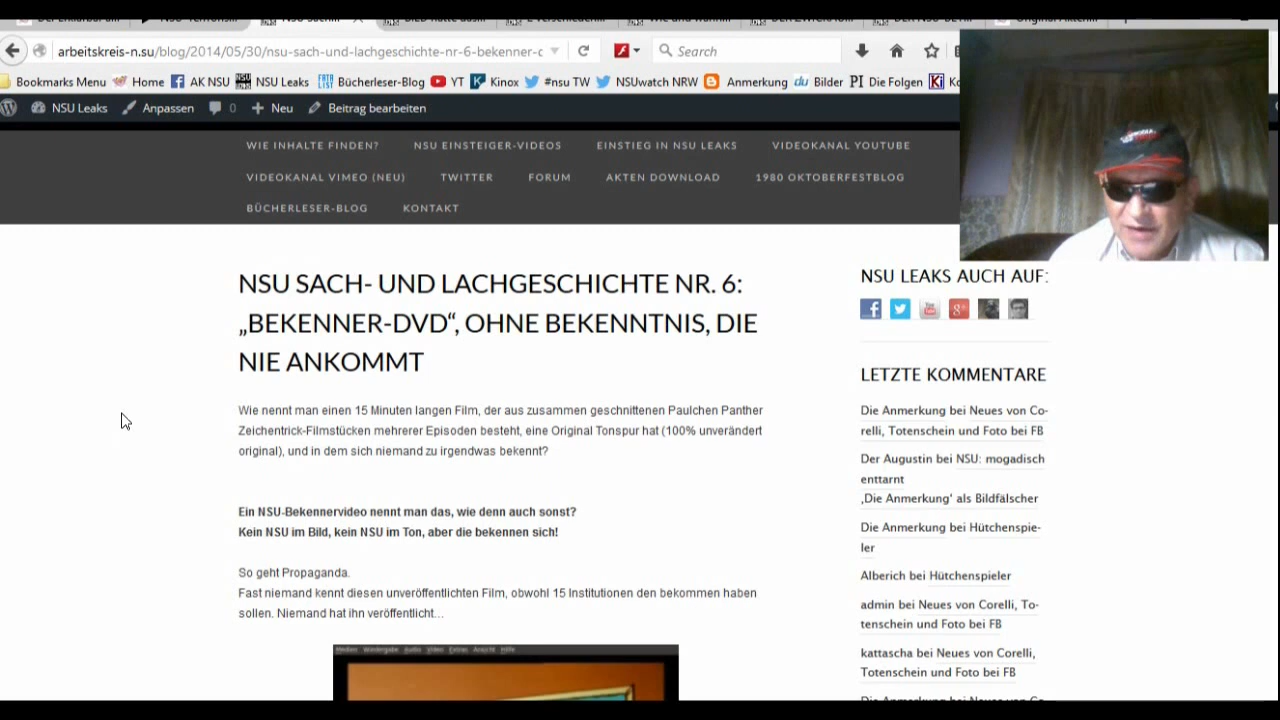 arbeitskreis-n.su/blog/2014/05/30/nsu-sach-und-lachgeschichte-nr-6-bekenner-c
Search
Bookmarks Menu Home AK NSU NSU Leaks Bücherleser-Blog YT Kinox #nsu TW NSUwatch NRW Anmerkung du Bilder PI Die Folgen Ki
NSU Leaks Anpassen 0 Neu Beitrag bearbeiten
WIE INHALTE FINDEN? NSU EINSTEIGER-VIDEOS EINSTIEG IN NSU LEAKS VIDEOKANAL YOUTUBE
VIDEOKANAL VIMEO (NEU) TWITTER FORUM AKTEN DOWNLOAD 1980 OKTOBERFESTBLOG
BÜCHERLESER-BLOG KONTAKT
NSU SACH- UND LACHGESCHICHTE NR. 6:
„BEKENNER-DVD“, OHNE BEKENNTNIS, DIE
NIE ANKOMMT
Wie nennt man einen 15 Minuten langen Film, der aus zusammen geschnittenen Paulchen Panther
Zeichentrick-Filmstücken mehrerer Episoden besteht, eine Original Tonspur hat (100% unverändert
original), und in dem sich niemand zu irgendwas bekennt?
Ein NSU-Bekennervideo nennt man das, wie denn auch sonst?
Kein NSU im Bild, kein NSU im Ton, aber die bekennen sich!
So geht Propaganda.
Fast niemand kennt diesen unveröffentlichten Film, obwohl 15 Institutionen den bekommen haben
sollen. Niemand hat ihn veröffentlicht…
Medien Wiedergabe Audio Video Extras Ansicht Hilfe
NSU LEAKS AUCH AUF:
LETZTE KOMMENTARE
Die Anmerkung bei Neues von Co-
relli, Totenschein und Foto bei FB
Der Augustin bei NSU: mogadisch
enttarnt
‚Die Anmerkung‘ als Bildfälscher
Die Anmerkung bei Hütchenspie-
ler
Alberich bei Hütchenspieler
admin bei Neues von Corelli, To-
tenschein und Foto bei FB
kattascha bei Neues von Corelli,
Totenschein und Foto bei FB